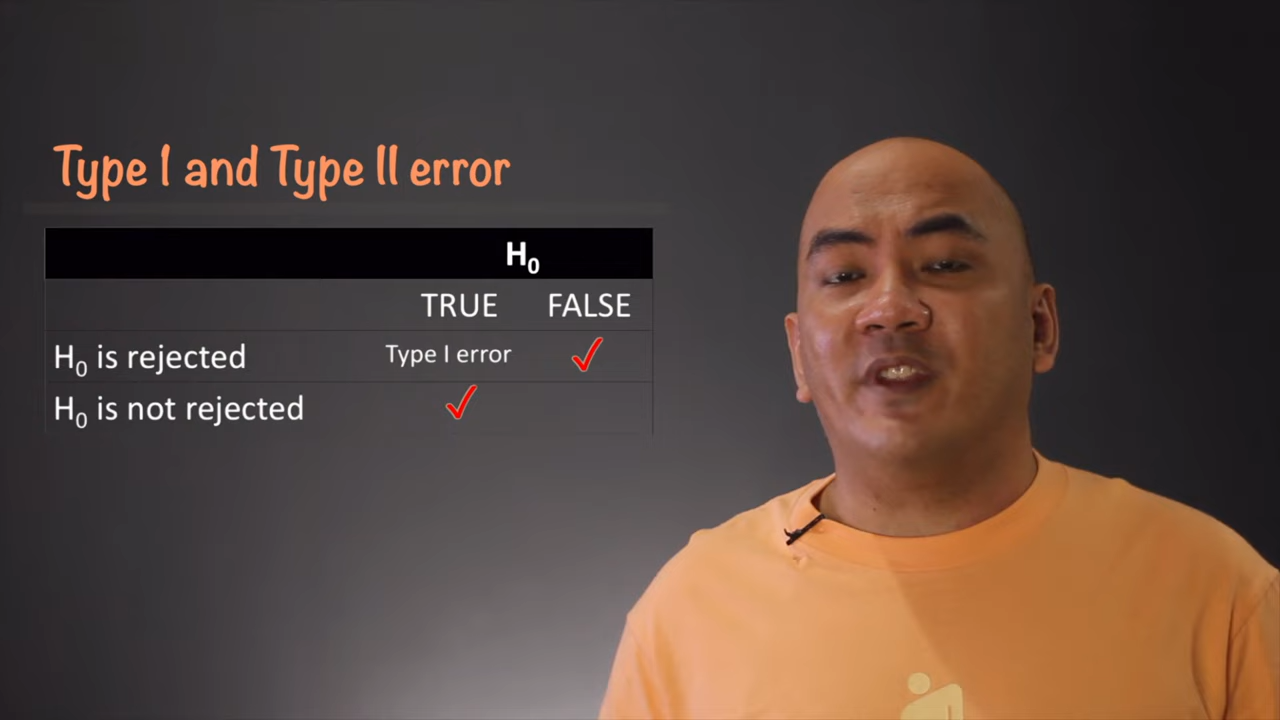 Type I and Type II error
H₀
TRUE FALSE
H₀ is rejected Type I error ✓
H₀ is not rejected ✓